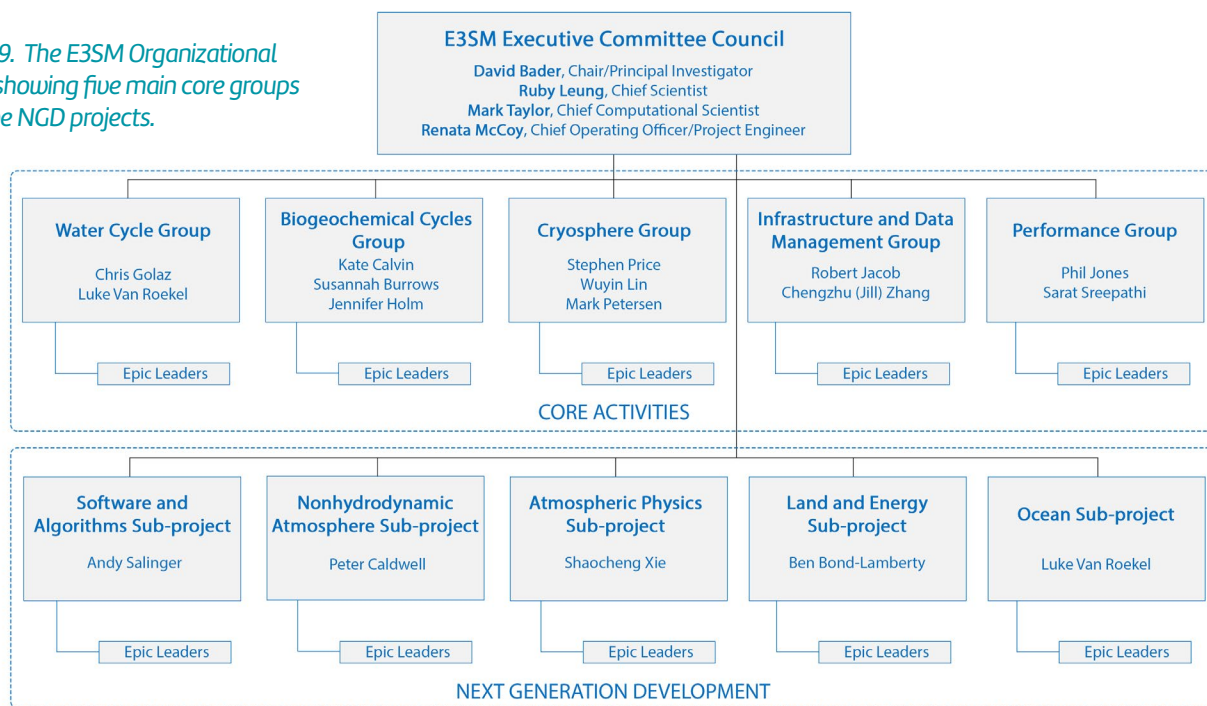 9. The E3SM Organizational
showing five main core groups
e NGD projects.
E3SM Executive Committee Council
David Bader, Chair/Principal Investigator
Ruby Leung, Chief Scientist
Mark Taylor, Chief Computational Scientist
Renata McCoy, Chief Operating Officer/Project Engineer
Water Cycle Group
Chris Golaz
Luke Van Roekel
Epic Leaders
Biogeochemical Cycles
Group
Kate Calvin
Susannah Burrows
Jennifer Holm
Epic Leaders
Cryosphere Group
Stephen Price
Wuyin Lin
Mark Petersen
Epic Leaders
Infrastructure and Data
Management Group
Robert Jacob
Chengzhu (Jill) Zhang
Epic Leaders
Performance Group
Phil Jones
Sarat Sreepathi
Epic Leaders
CORE ACTIVITIES
Software and
Algorithms Sub-project
Andy Salinger
Epic Leaders
Nonhydrodynamic
Atmosphere Sub-project
Peter Caldwell
Epic Leaders
Atmospheric Physics
Sub-project
Shaocheng Xie
Epic Leaders
Land and Energy
Sub-project
Ben Bond-Lamberty
Epic Leaders
Ocean Sub-project
Luke Van Roekel
Epic Leaders
NEXT GENERATION DEVELOPMENT